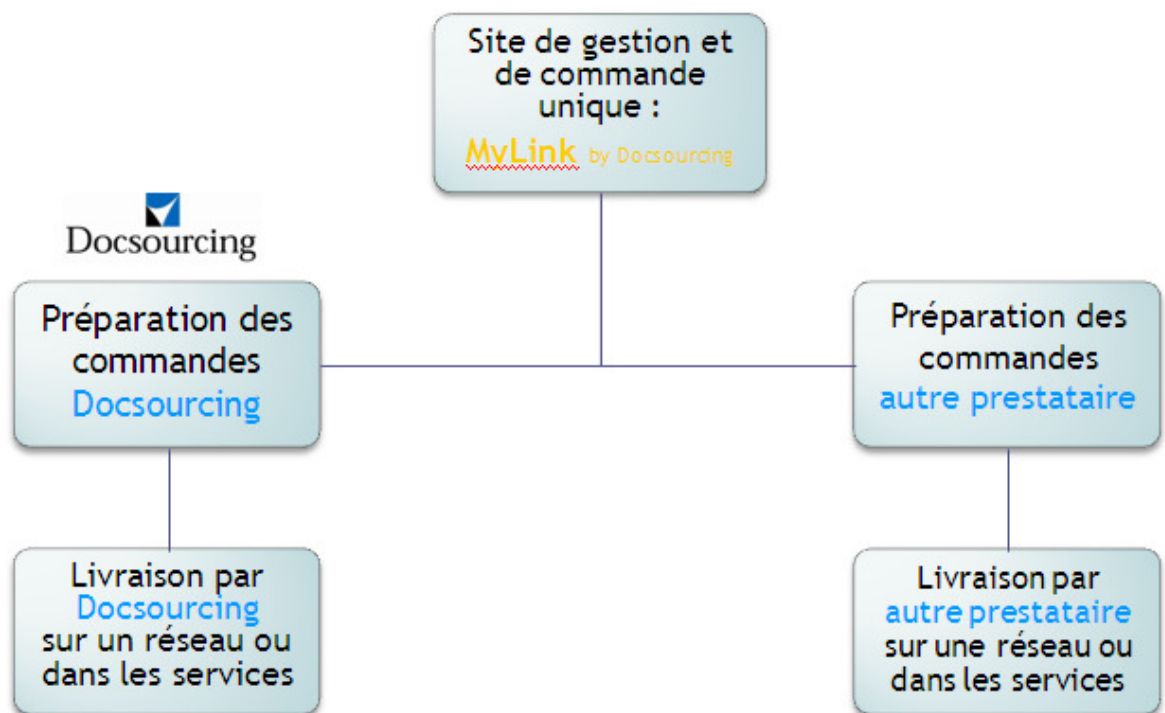 Site de gestion et
de commande
unique :
MyLink by Docsourcing
Docsourcing
Préparation des
commandes
Docsourcing
Préparation des
commandes
autre prestataire
Livraison par
Docsourcing
sur un réseau ou
dans les services
Livraison par
autre prestataire
sur une réseau ou
dans les services